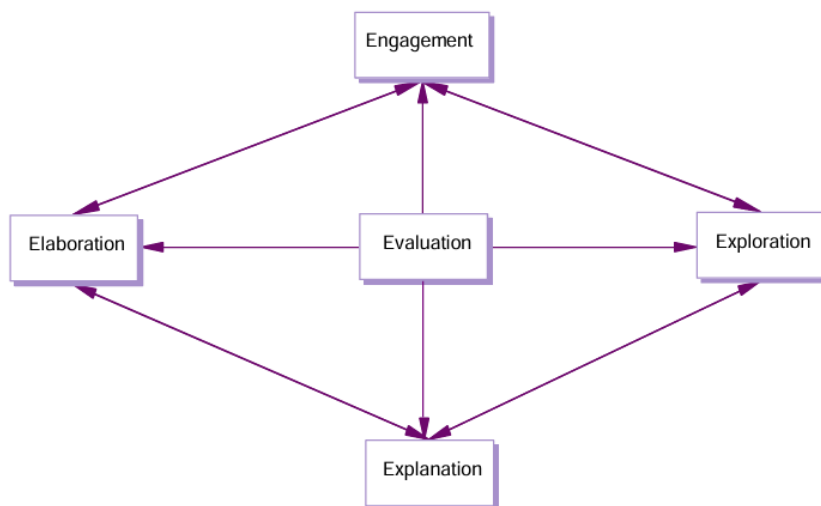 Engagement
Elaboration
Evaluation
Exploration
Explanation